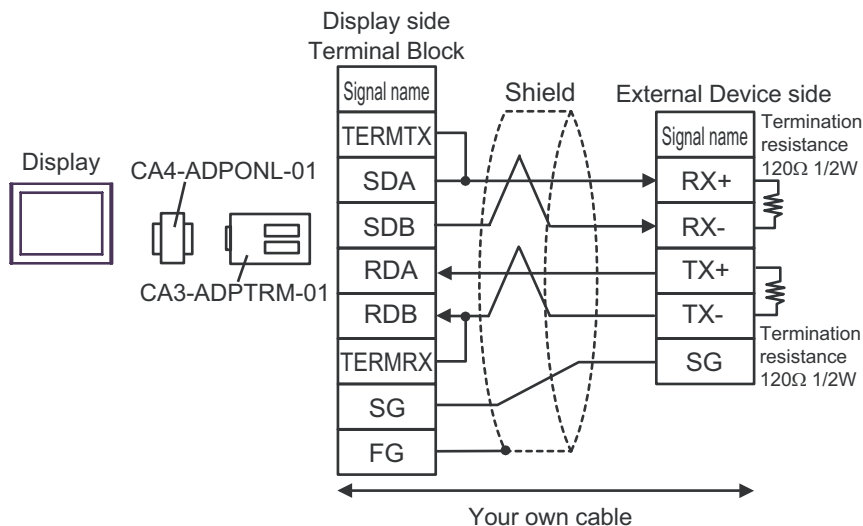 Display side
Terminal Block
Signal name
TERMTX
SDA
SDB
RDA
RDB
TERMRX
SG
FG
Shield
External Device side
Signal name
RX+
RX-
TX+
TX-
SG
Termination
resistance
120Ω 1/2W
Termination
resistance
120Ω 1/2W
Display
CA4-ADPONL-01
CA3-ADPTRM-01
Your own cable